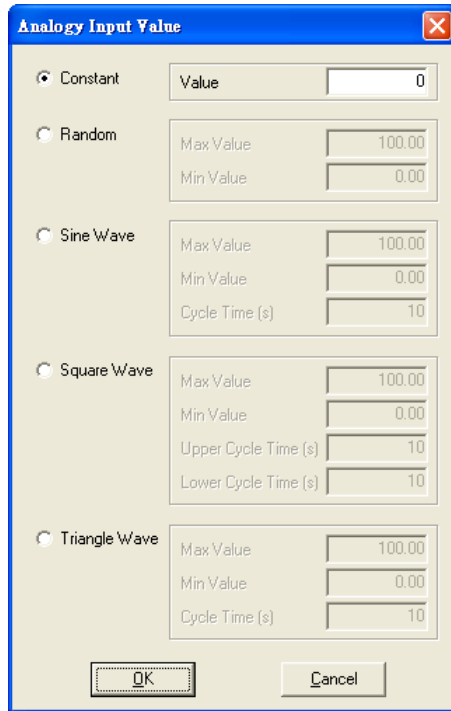 Analogy Input Value
Constant Value 0
Random
Max Value 100.00
Min Value 0.00
Sine Wave
Max Value 100.00
Min Value 0.00
Cycle Time (s) 10
Square Wave
Max Value 100.00
Min Value 0.00
Upper Cycle Time (s) 10
Lower Cycle Time (s) 10
Triangle Wave
Max Value 100.00
Min Value 0.00
Cycle Time (s) 10
OK Cancel